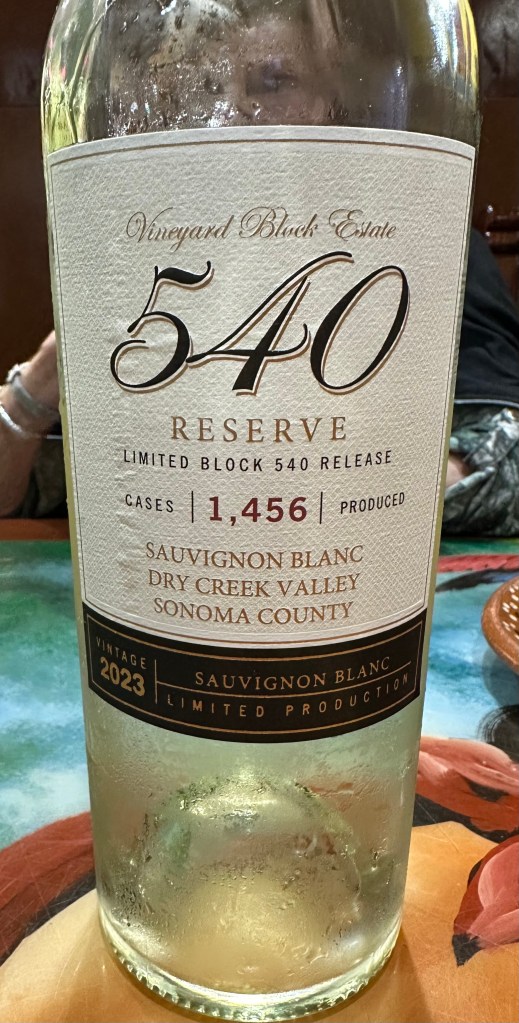 Vineyard Block Estate
540
RESERVE
LIMITED BLOCK 540 RELEASE
CASES | 1,456 | PRODUCED
SAUVIGNON BLANC
DRY CREEK VALLEY
SONOMA COUNTY
VINTAGE
2023
SAUVIGNON BLANC
LIMITED PRODUCTION